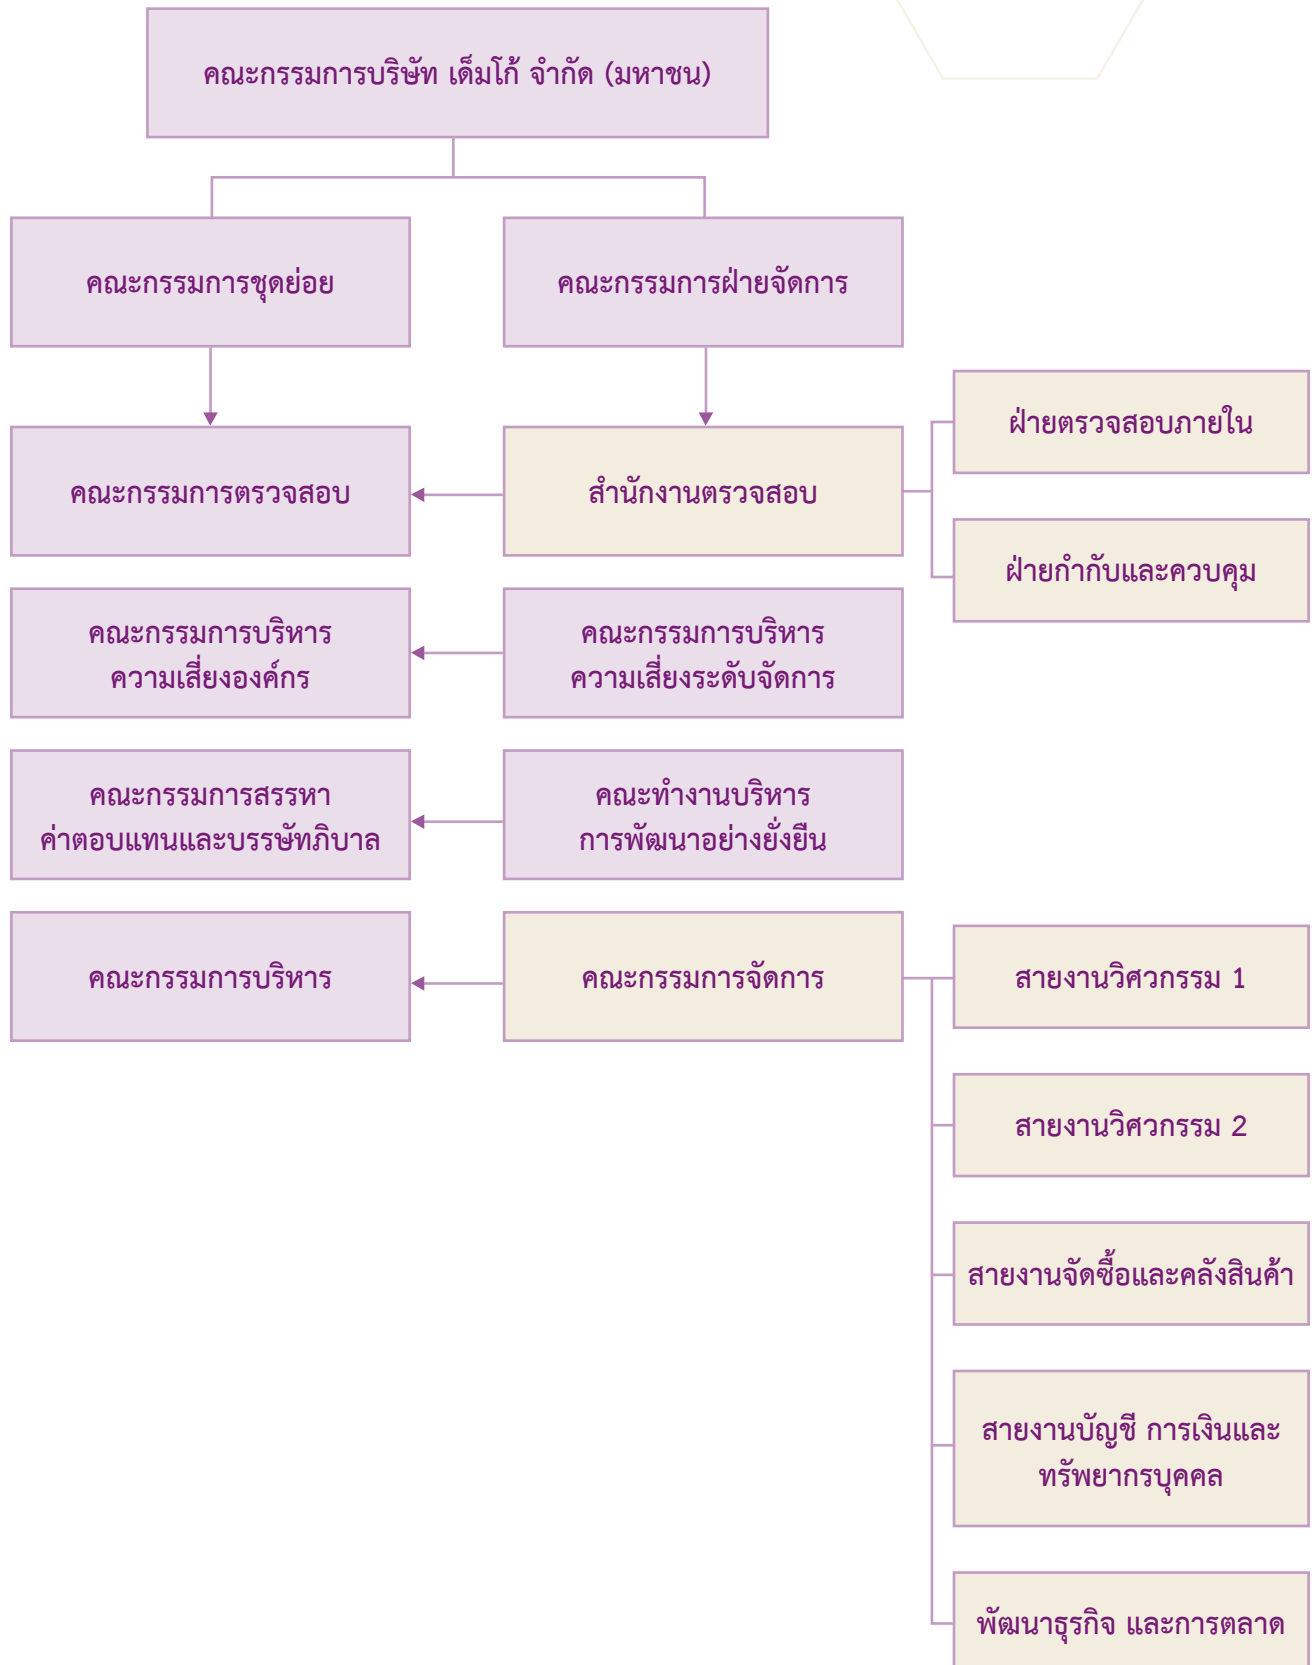 คณะกรรมการบริษัท เด็มโก้ จำกัด (มหาชน)
คณะกรรมการชุดย่อย
คณะกรรมการฝ่ายจัดการ
คณะกรรมการตรวจสอบ
สำนักงานตรวจสอบ
ฝ่ายตรวจสอบภายใน
ฝ่ายกำกับและควบคุม
คณะกรรมการบริหาร
ความเสี่ยงองค์กร
คณะกรรมการบริหาร
ความเสี่ยงระดับจัดการ
คณะกรรมการสรรหา
ค่าตอบแทนและบรรษัทภิบาล
คณะทำงานบริหาร
การพัฒนาอย่างยั่งยืน
คณะกรรมการบริหาร
คณะกรรมการจัดการ
สายงานวิศวกรรม 1
สายงานวิศวกรรม 2
สายงานจัดซื้อและคลังสินค้า
สายงานบัญชี การเงินและ
ทรัพยากรบุคคล
พัฒนาธุรกิจ และการตลาด